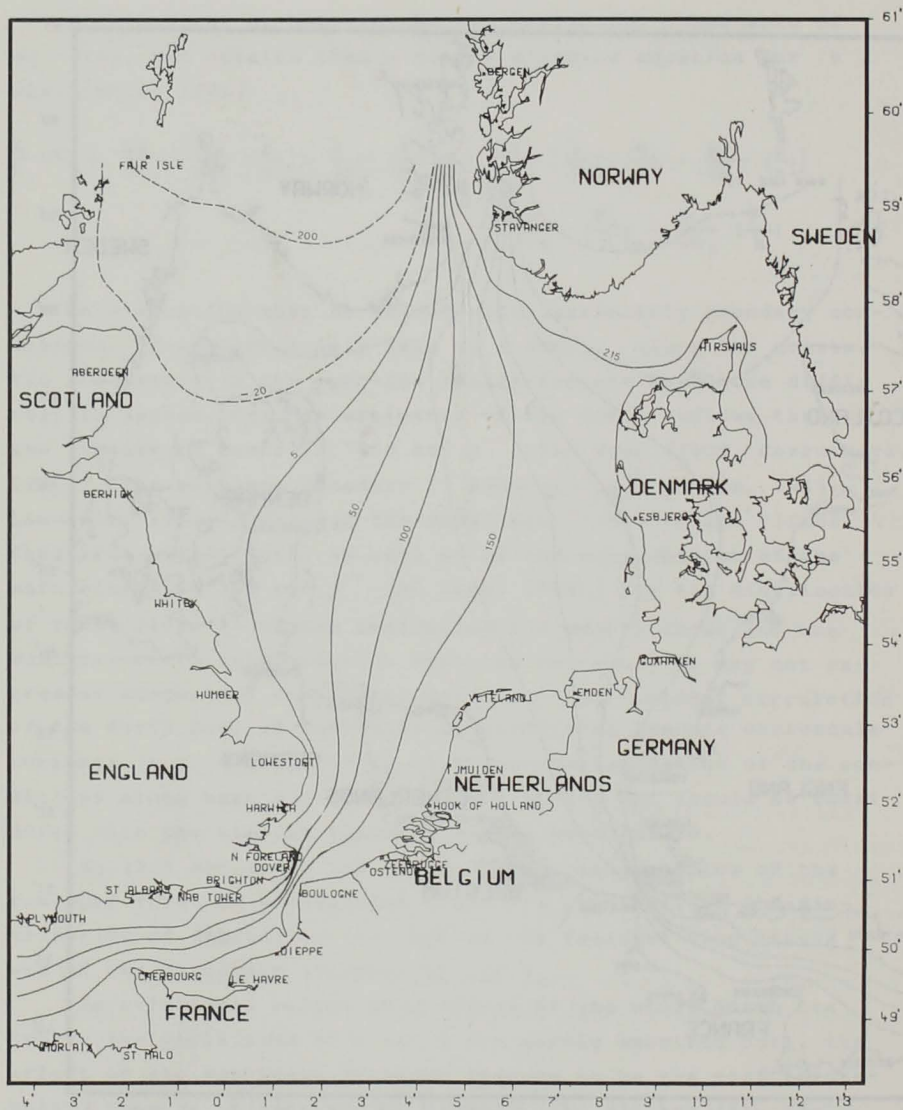 61°
60°
59°
58°
57°
56°
55°
54°
53°
52°
51°
50°
49°
BERGEN
FAIR ISLE
NORWAY
STAVANGER
SWEDEN
-200
215
HIRSHALS
ABERDEEN
SCOTLAND
-20
5
50
100
150
BERWICK
DENMARK
ESBJERG
WHITBY
CUXHAVEN
HUMBER
VLIELAND
EMDEN
GERMANY
LOWESTOFT
ENGLAND
IJMUIDEN
NETHERLANDS
HARWICH
HOOK OF HOLLAND
N FORELAND
DOVER
ZEEBRUGGE
OSTENDE
BELGIUM
BRIGHTON
ST ALBANS
NAB TOWER
BOULOGNE
PLYMOUTH
DIEPPE
CHERBOURG
LE HAVRE
FRANCE
MORLAIX
ST MALO
4° 3° 2° 1° 0° 1° 2° 3° 4° 5° 6° 7° 8° 9° 10° 11° 12° 13°